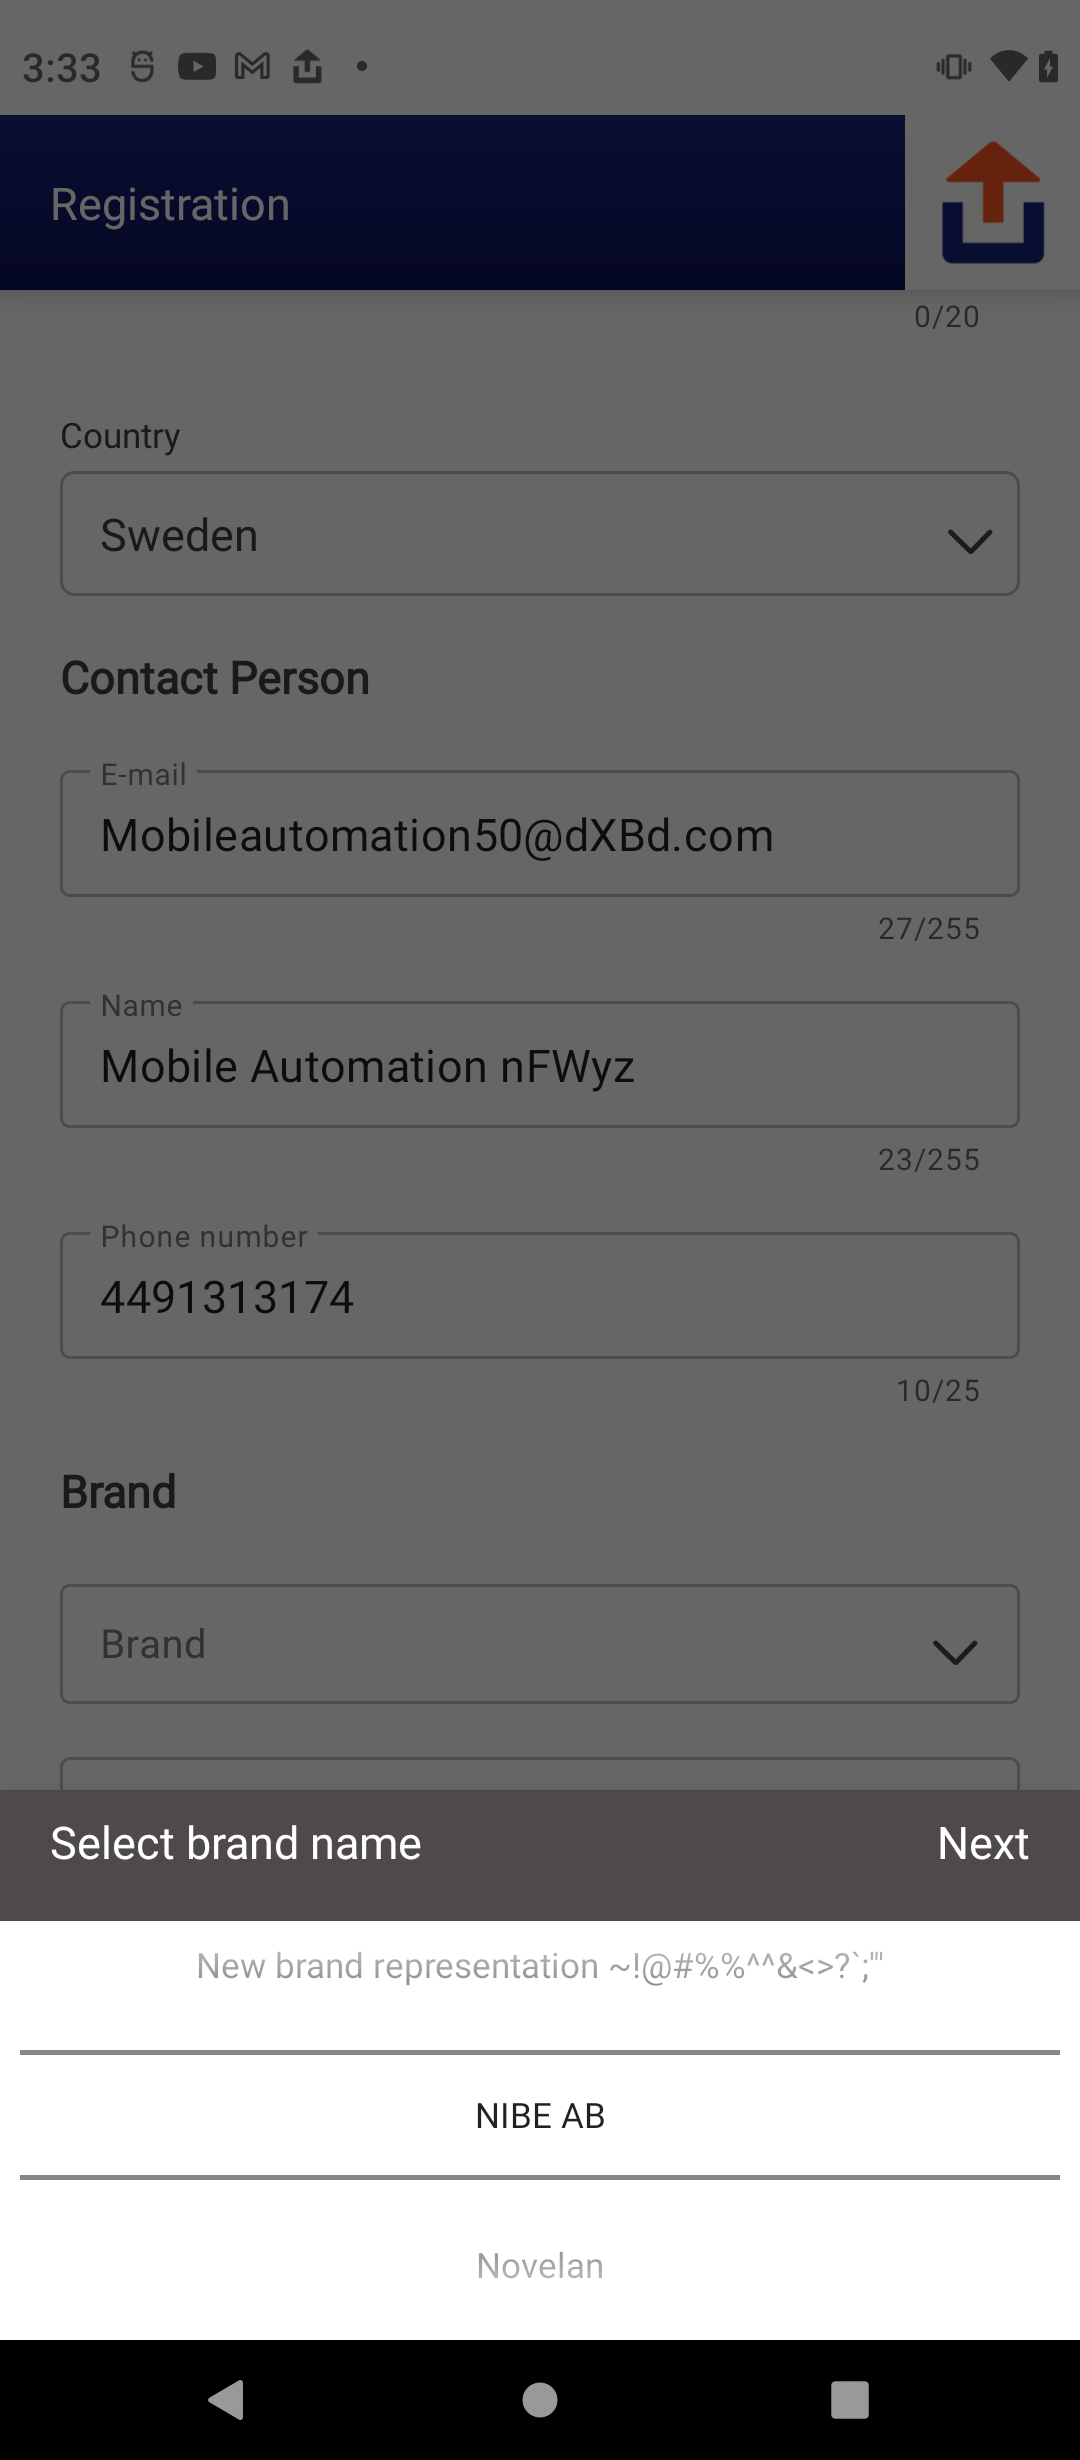 3:33
Registration
0/20
Country
Sweden
Contact Person
E-mail
Mobileautomation50@dXBd.com
27/255
Name
Mobile Automation nFWyz
23/255
Phone number
4491313174
10/25
Brand
Brand
Select brand name
Next
New brand representation ~!@#%%^^&<>?`;'"
NIBE AB
Novelan